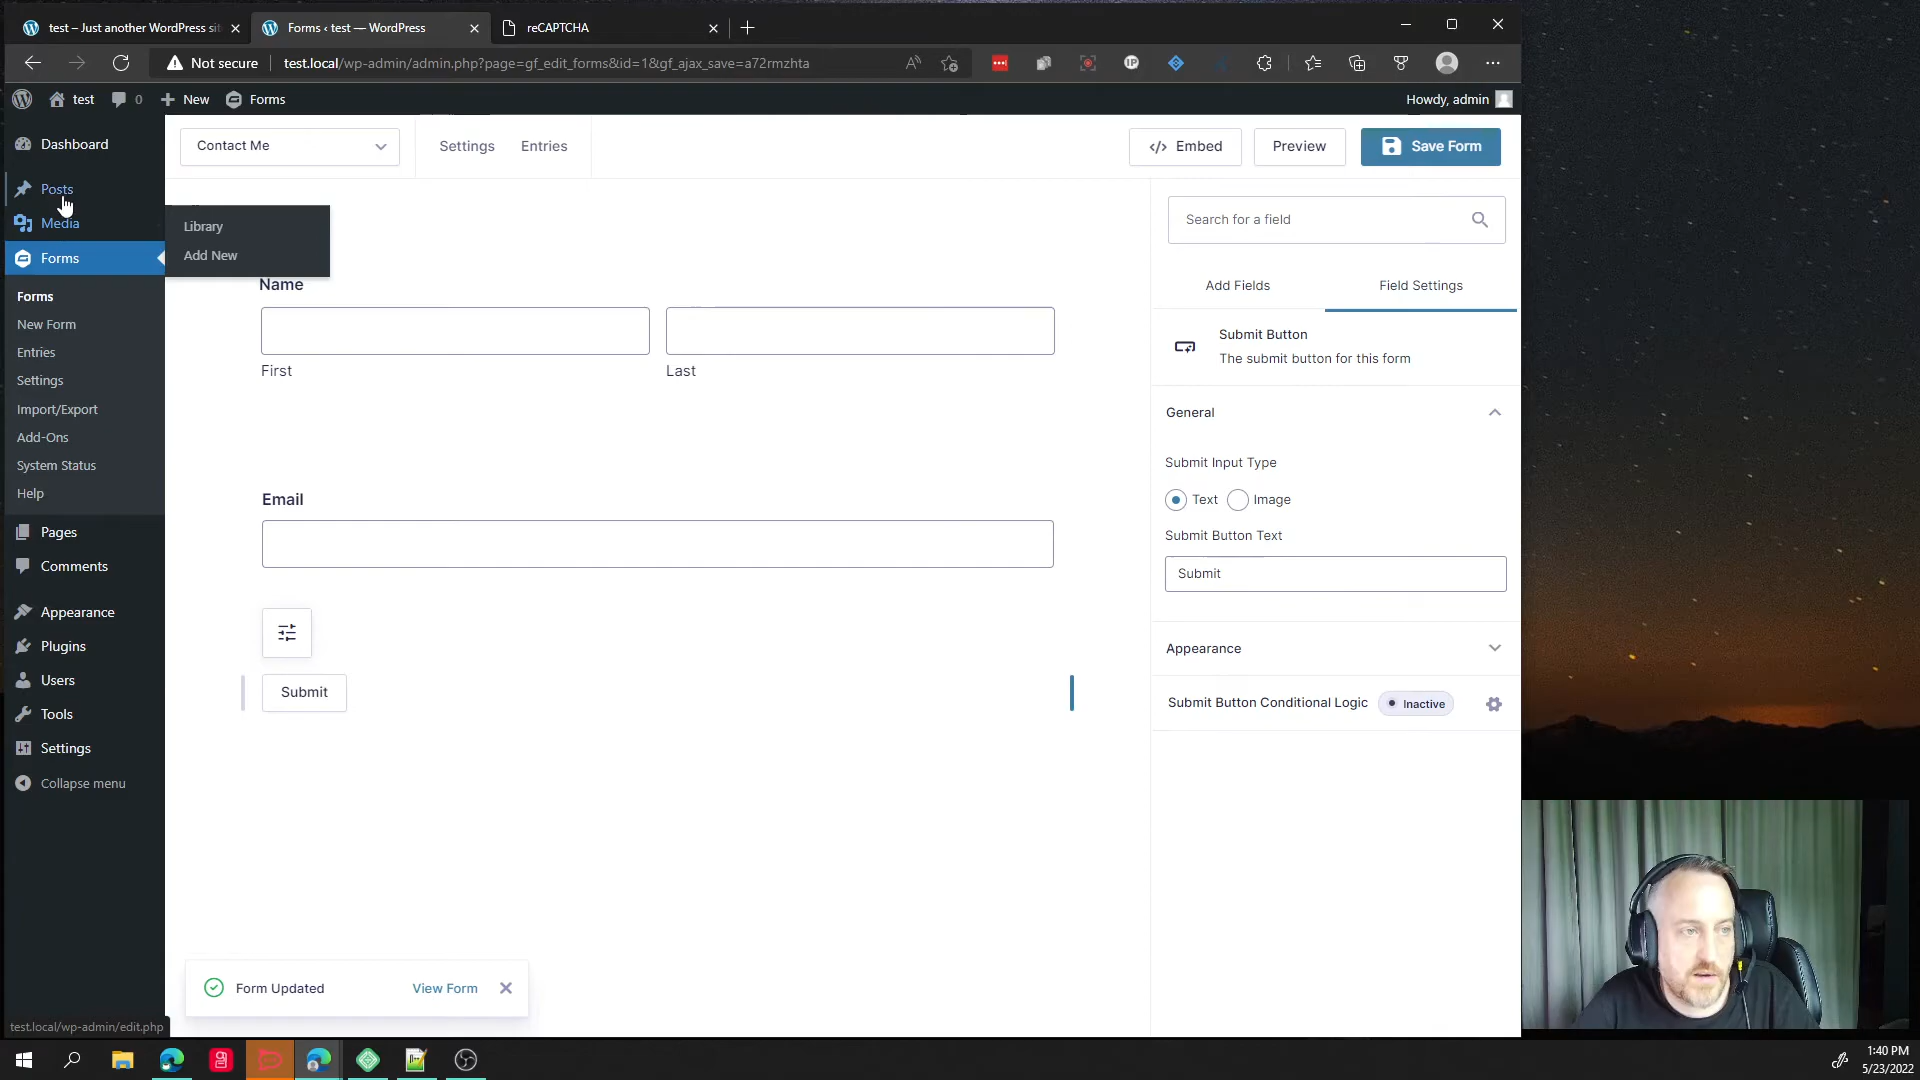 test – Just another WordPress sit
Forms ‹ test — WordPress
reCAPTCHA
Not secure
test.local/wp-admin/admin.php?page=gf_edit_forms&id=1&gf_ajax_save=a72rmzhta
test
0
New
Forms
Howdy, admin
Dashboard
Posts
Media
Forms
Forms
New Form
Entries
Settings
Import/Export
Add-Ons
System Status
Help
Pages
Comments
Appearance
Plugins
Users
Tools
Settings
Collapse menu
test.local/wp-admin/edit.php
Library
Add New
Contact Me
Settings
Entries
Embed
Preview
Save Form
Name
First
Last
Email
Submit
Form Updated
View Form
Search for a field
Add Fields
Field Settings
Submit Button
The submit button for this form
General
Submit Input Type
Text
Image
Submit Button Text
Submit
Appearance
Submit Button Conditional Logic
Inactive
1:40 PM
5/23/2022